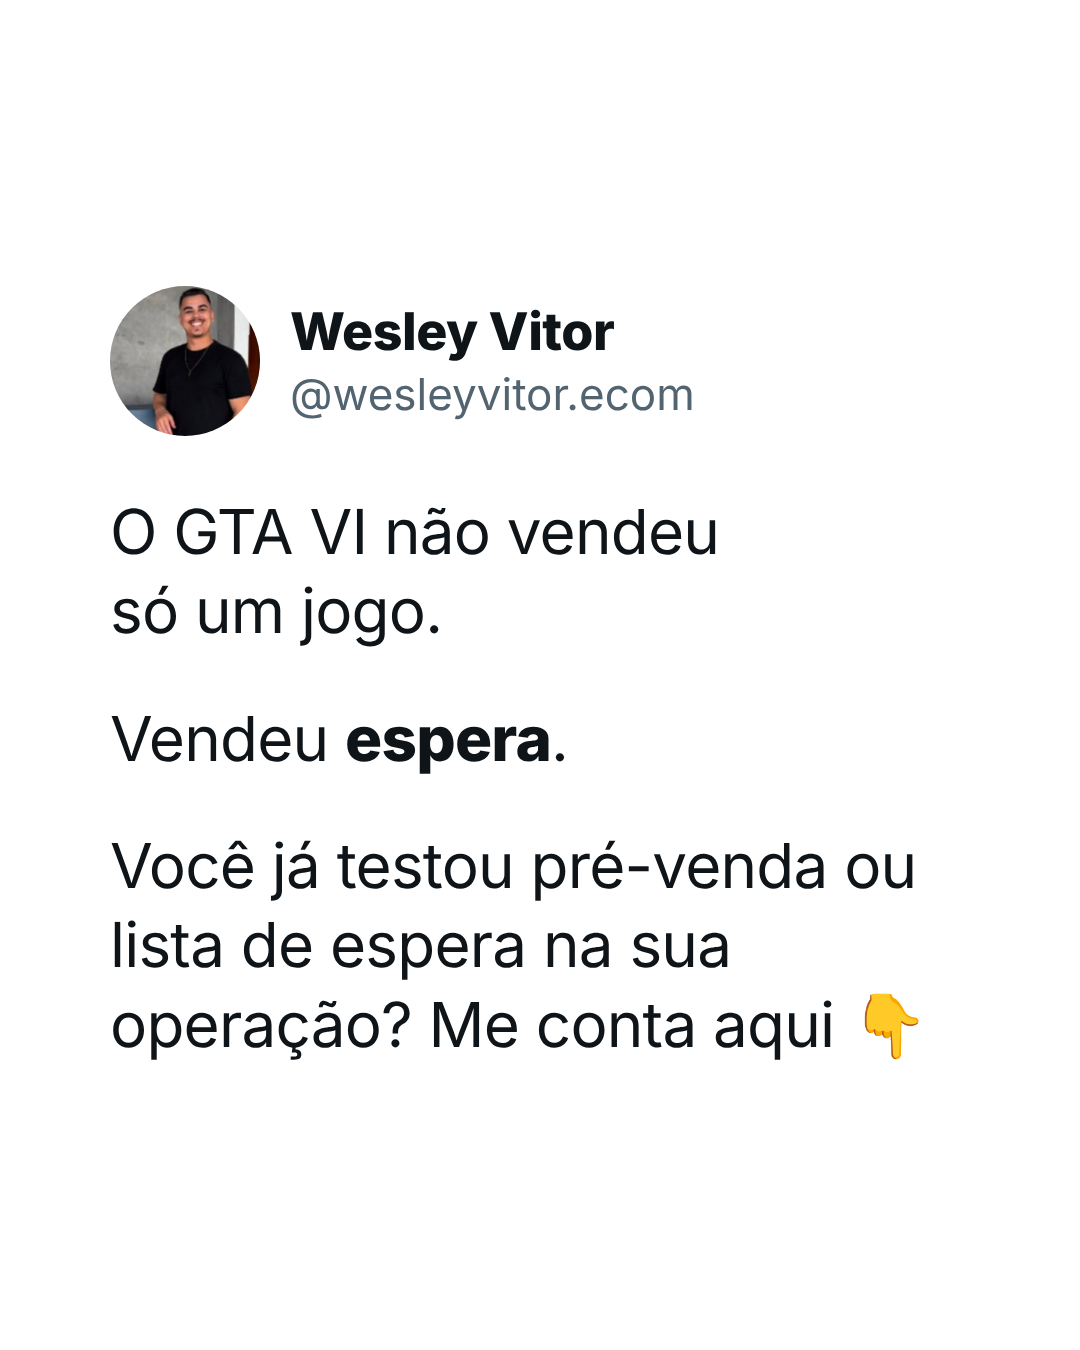 Wesley Vitor
@wesleyvitor.ecom
O GTA VI não vendeu
só um jogo.
Vendeu espera.
Você já testou pré-venda ou
lista de espera na sua
operação? Me conta aqui 👇